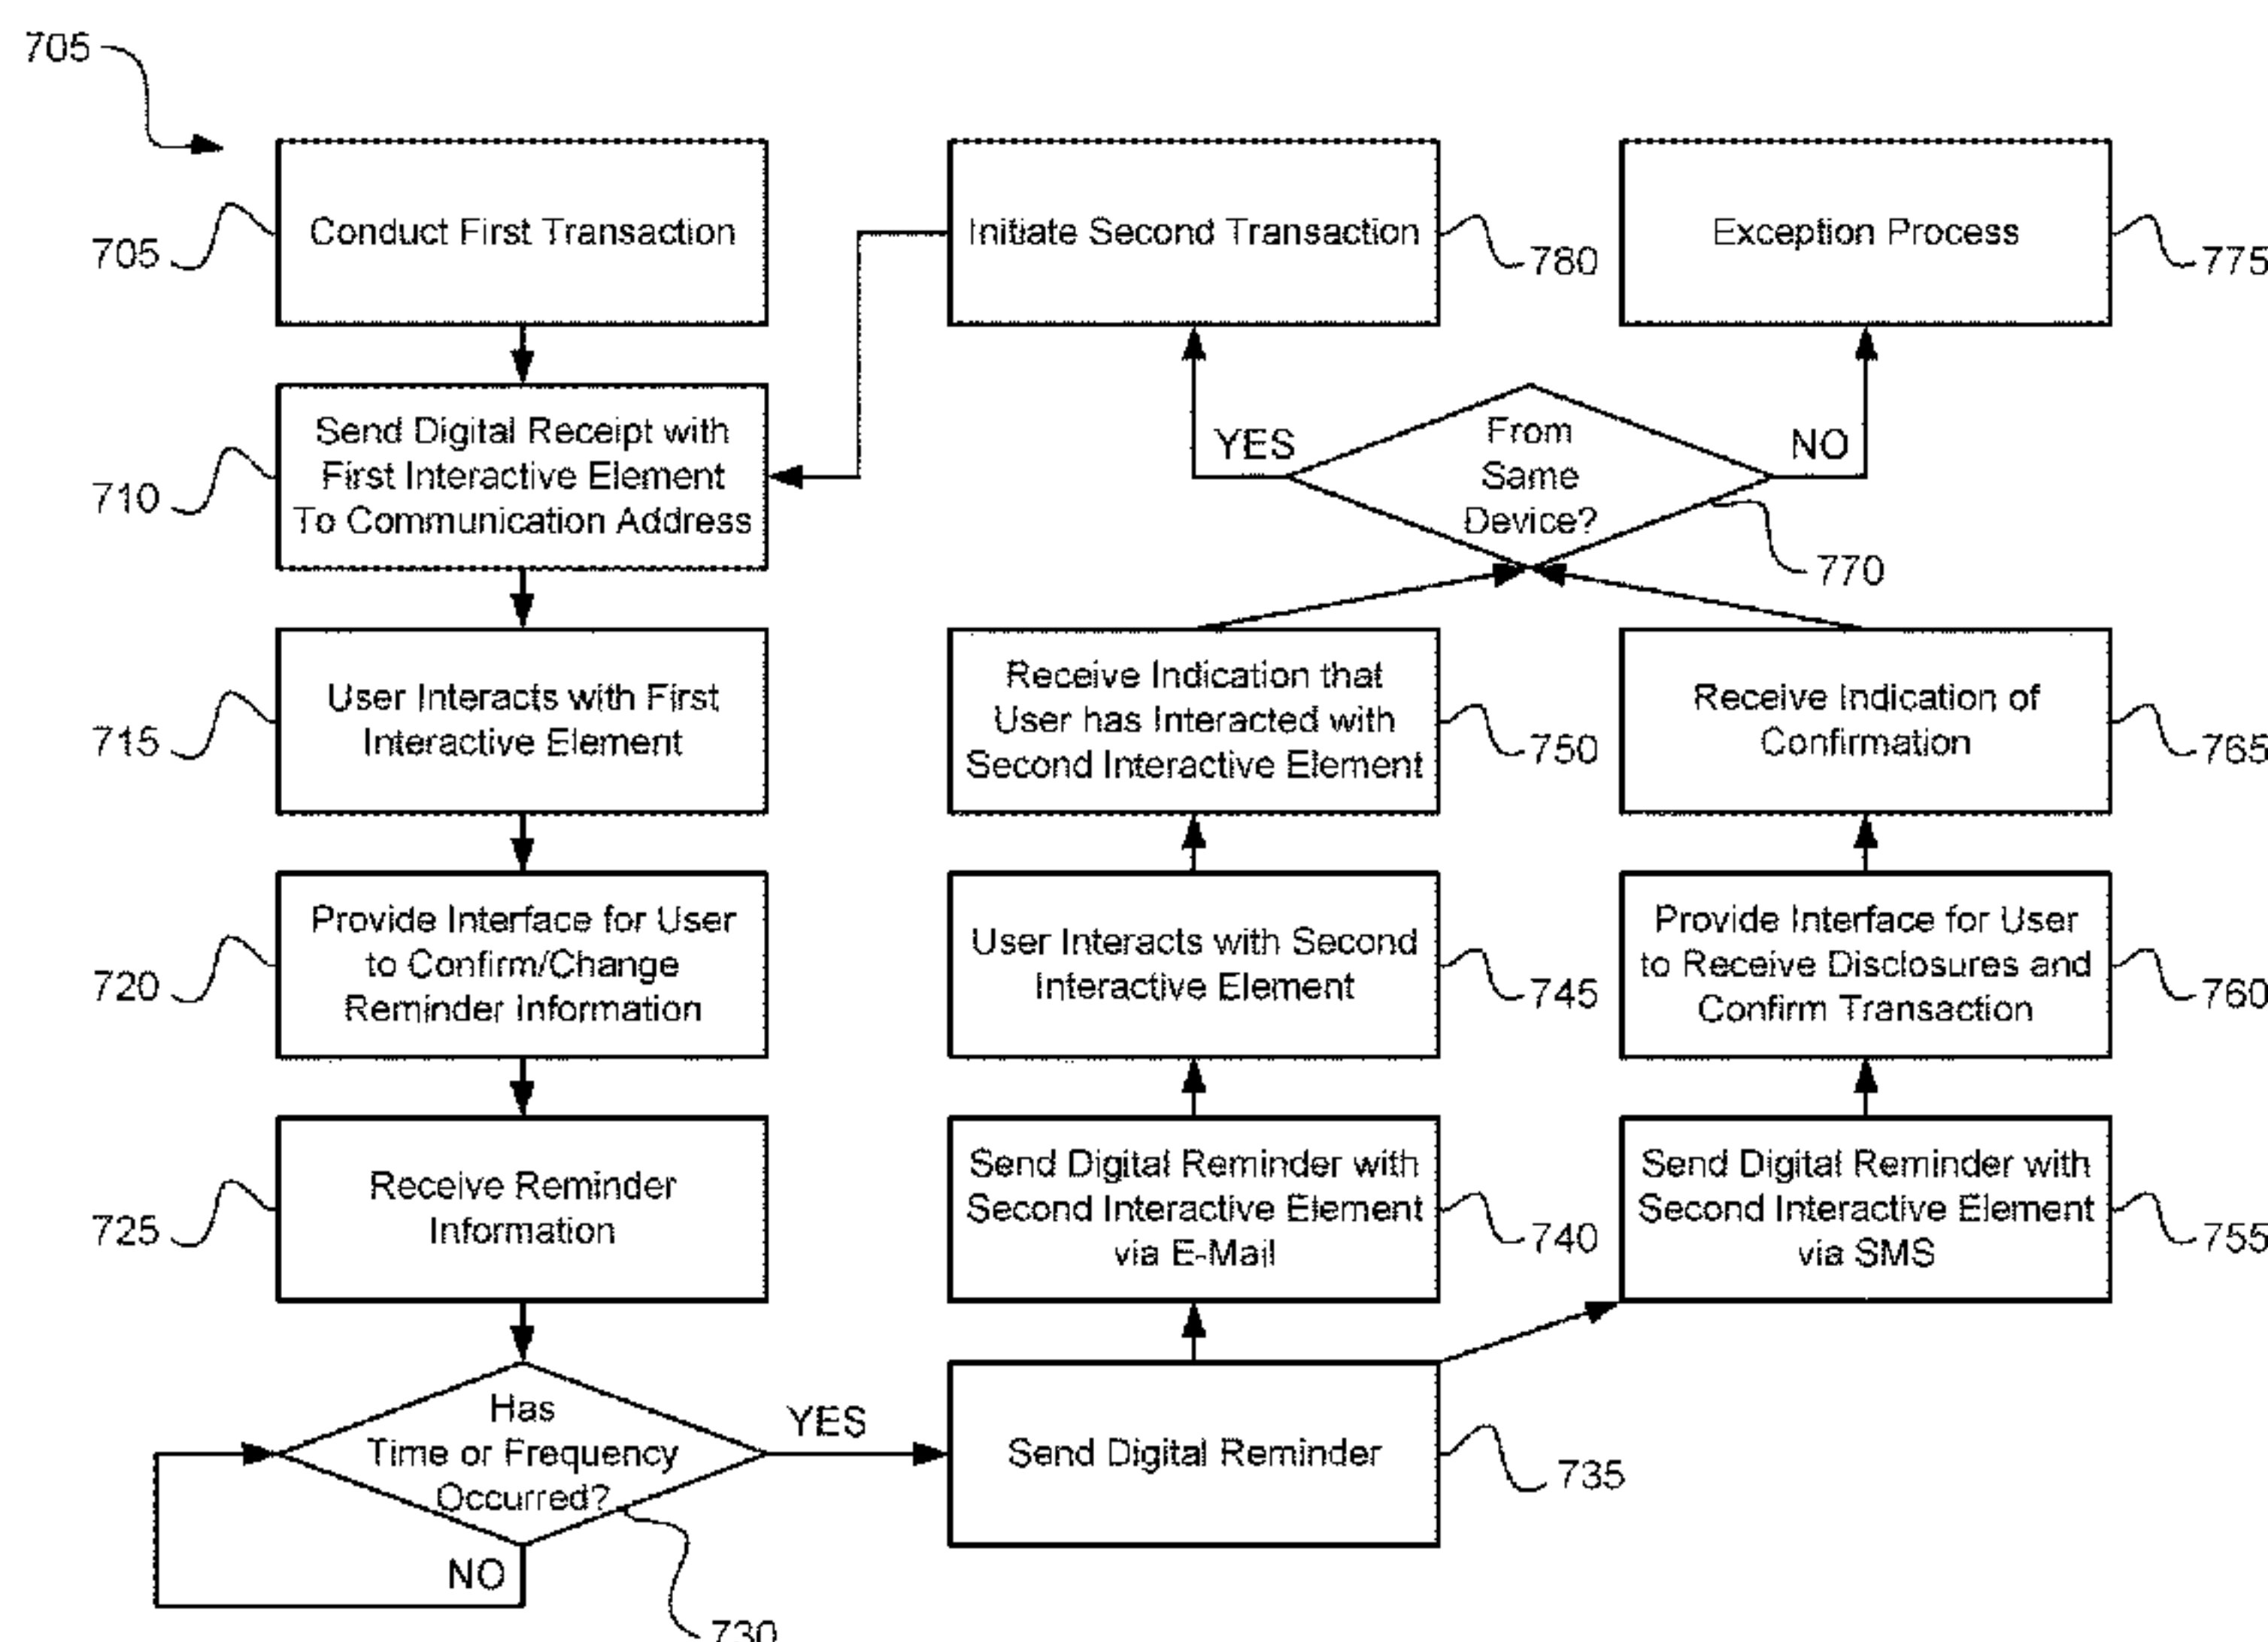 705
Conduct First Transaction
705
Send Digital Receipt with
First Interactive Element
To Communication Address
710
User Interacts with First
Interactive Element
715
Provide Interface for User
to Confirm/Change
Reminder Information
720
Receive Reminder
Information
725
Has
Time or Frequency
Occurred?
YES
NO
730
Send Digital Reminder
735
Send Digital Reminder with
Second Interactive Element
via E-Mail
740
User Interacts with Second
Interactive Element
745
Receive Indication that
User has Interacted with
Second Interactive Element
750
Send Digital Reminder with
Second Interactive Element
via SMS
755
Provide Interface for User
to Receive Disclosures and
Confirm Transaction
760
Receive Indication of
Confirmation
765
From
Same
Device?
YES
NO
770
Exception Process
775
Initiate Second Transaction
780